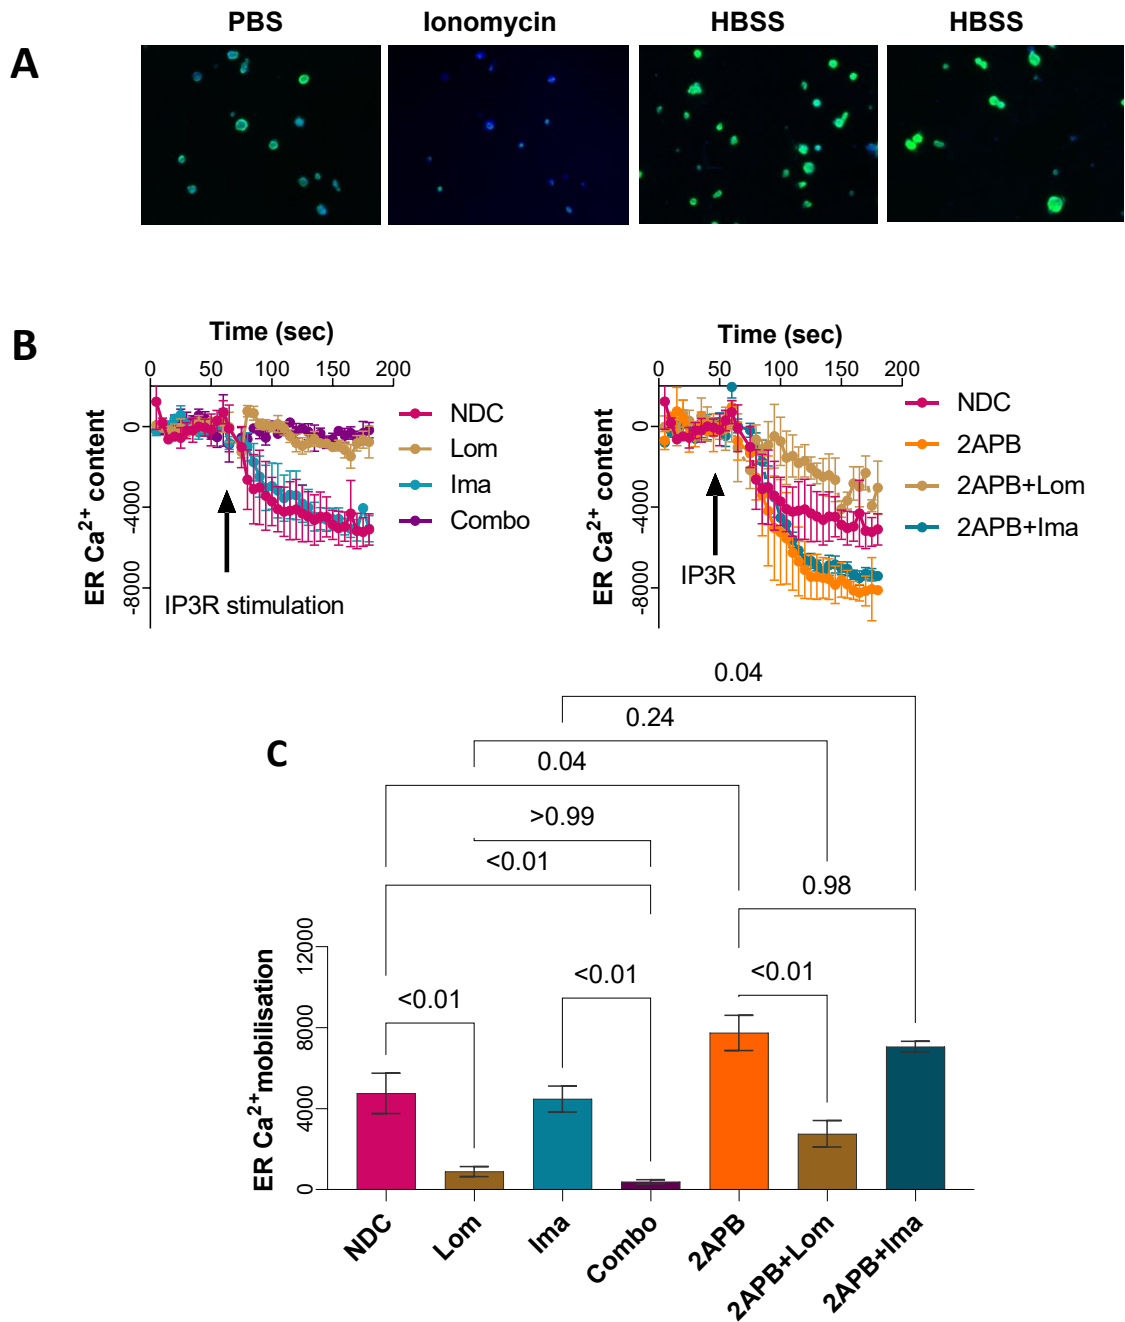 A
PBS
Ionomycin
HBSS
HBSS
B
Time (sec)
0
50
100
200
ER Ca2+ content
0
-4000
-8000
NDC
Lom
Ima
Combo
IP3R stimulation
Time (sec)
0
50
100
200
ER Ca2+ content
0
-4000
-8000
NDC
2APB
2APB+Lom
2APB+Ima
IP3R
C
0.04
0.24
0.04
>0.99
<0.01
0.98
<0.01
<0.01
<0.01
ER Ca2+mobilisation
12000
8000
4000
0
NDC
Lom
Ima
Combo
2APB
2APB+Lom
2APB+Ima